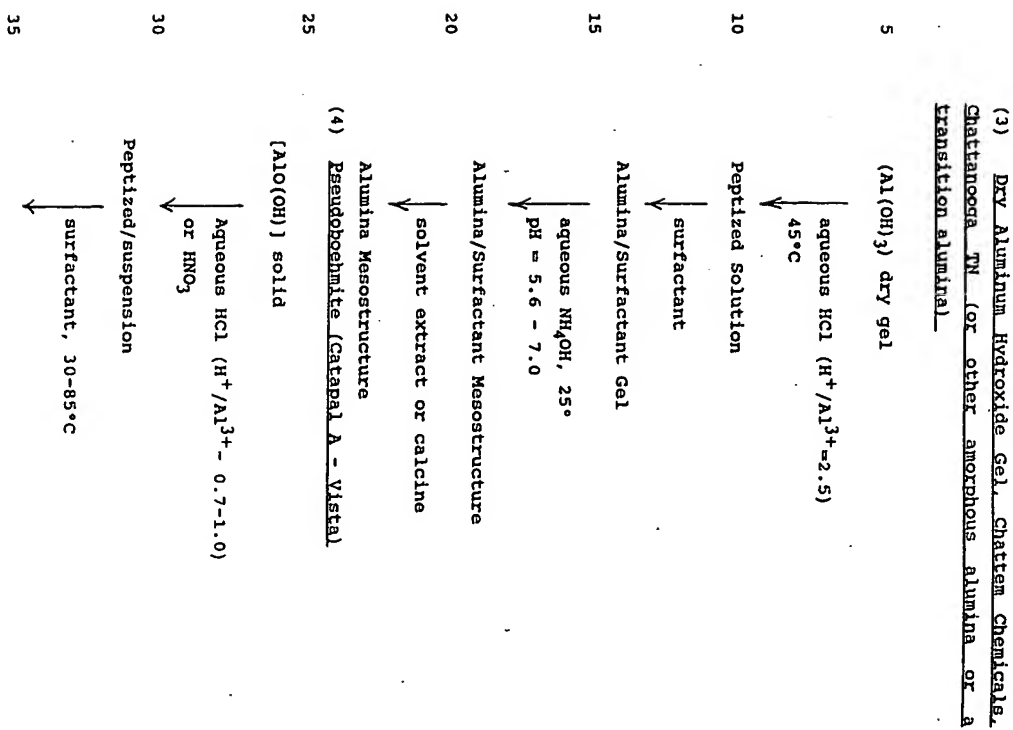 (3) Dry Aluminum Hydroxide Gel, Chattem Chemicals,
Chattanooga TN (or other amorphous alumina or a
transition alumina)
5 (Al(OH)3) dry gel
aqueous HCl (H+/Al3+=2.5)
45°C
10 Peptized Solution
surfactant
15 Alumina/Surfactant Gel
aqueous NH4OH, 25°
pH = 5.6 - 7.0
20 Alumina/Surfactant Mesostructure
solvent extract or calcine
Alumina Mesostructure
25 (4) Pseudoboehmite (Catapal A - Vista)
[AlO(OH)] solid
Aqueous HCl (H+/Al3+- 0.7-1.0)
or HNO3
30 Peptized/suspension
surfactant, 30-85°C
35